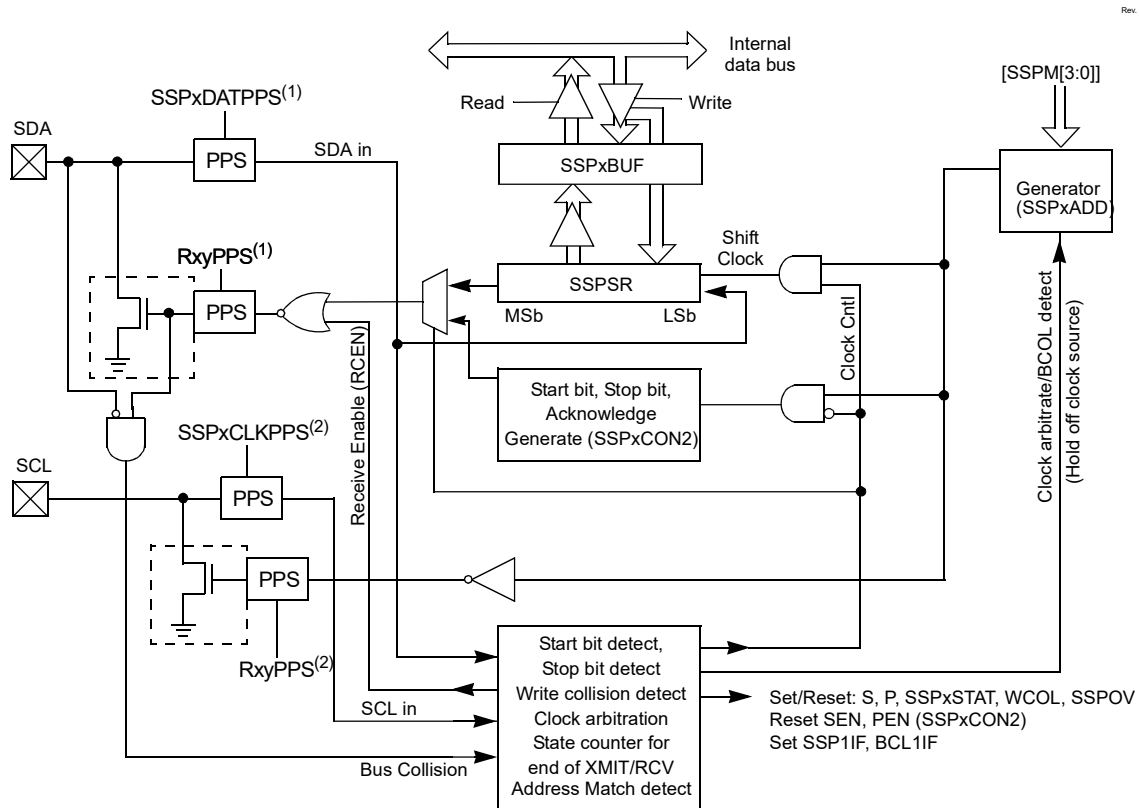 Rev.
Internal
data bus
[SSPM[3:0]]
Read
Write
SSPxDATPPS(1)
SDA
PPS
SDA in
SSPxBUF
Generator
(SSPxADD)
Shift
Clock
RxyPPS(1)
PPS
SSPSR
MSb
LSb
Clock Cntl
Clock arbitrate/BCOL detect
(Hold off clock source)
Receive Enable (RCEN)
Start bit, Stop bit,
Acknowledge
Generate (SSPxCON2)
SSPxCLKPPS(2)
SCL
PPS
PPS
RxyPPS(2)
SCL in
Bus Collision
Start bit detect,
Stop bit detect
Write collision detect
Clock arbitration
State counter for
end of XMIT/RCV
Address Match detect
Set/Reset: S, P, SSPxSTAT, WCOL, SSPOV
Reset SEN, PEN (SSPxCON2)
Set SSP1IF, BCL1IF